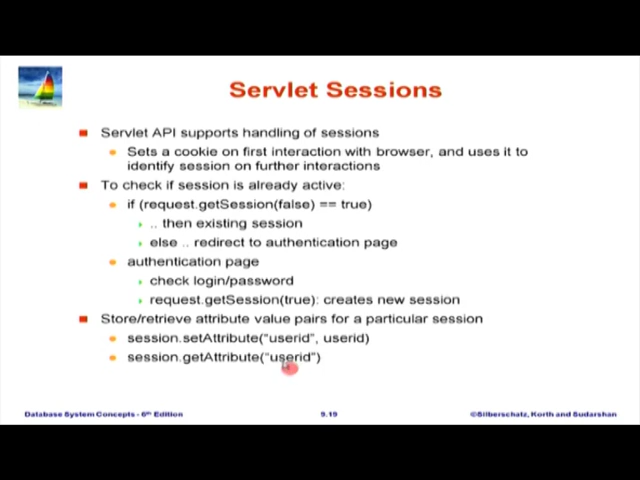 Servlet Sessions
Servlet API supports handling of sessions
Sets a cookie on first interaction with browser, and uses it to
identify session on further interactions
To check if session is already active:
if (request.getSession(false) == true)
.. then existing session
else .. redirect to authentication page
authentication page
check login/password
request.getSession(true): creates new session
Store/retrieve attribute value pairs for a particular session
session.setAttribute(“userid”, userid)
session.getAttribute(“userid”)
Database System Concepts - 6th Edition
9.19
©Silberschatz, Korth and Sudarshan